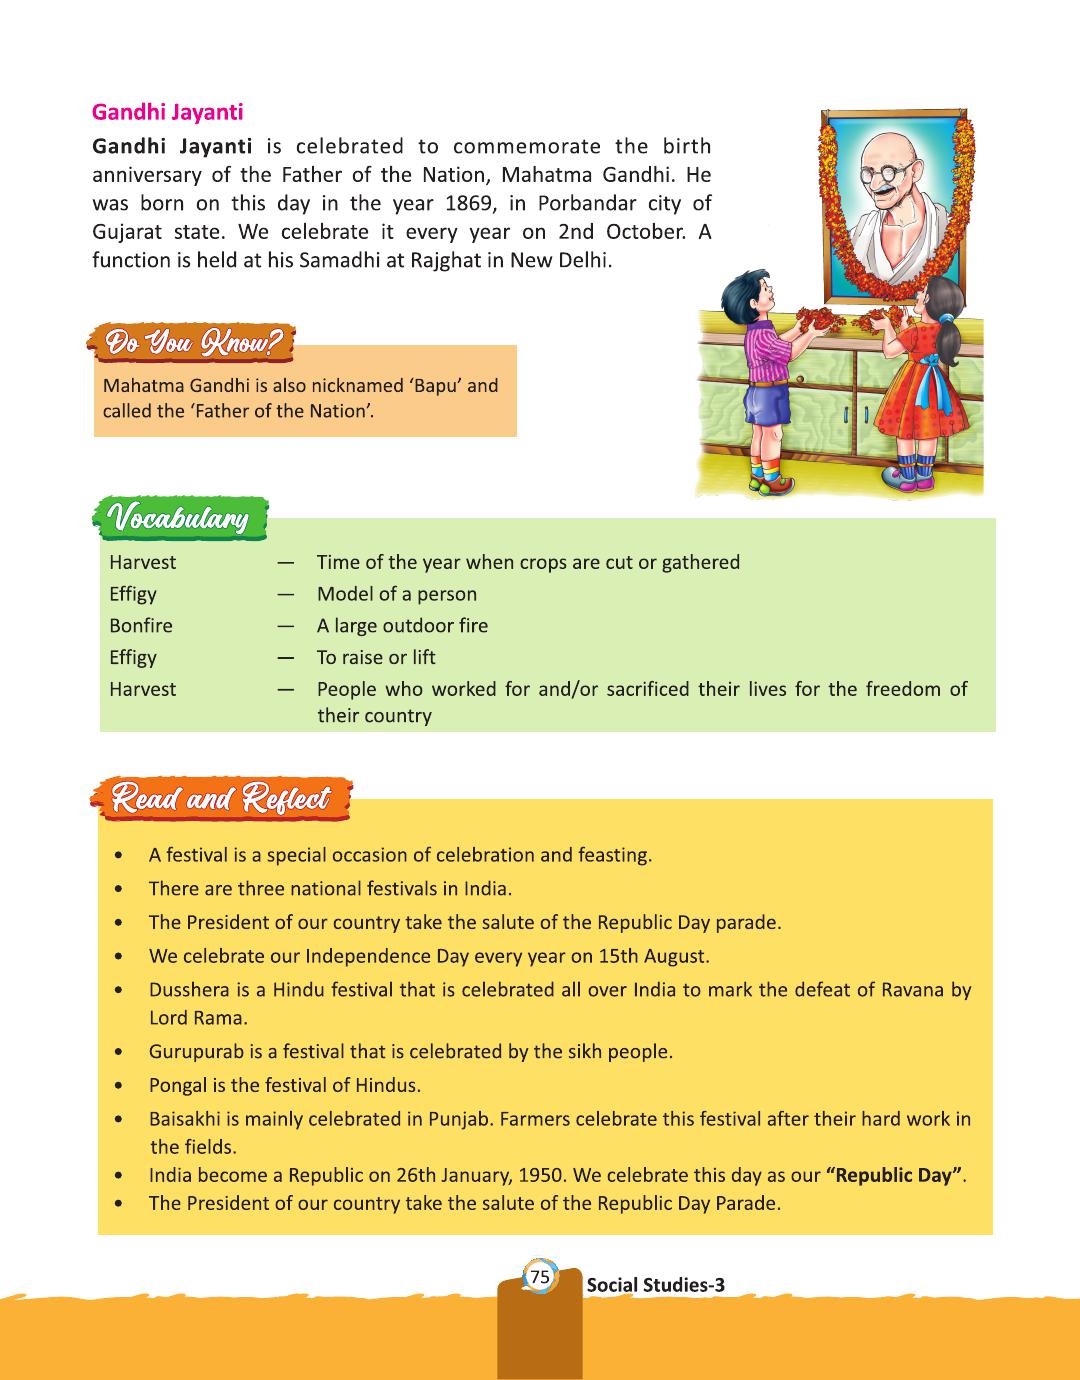 Gandhi Jayanti
Gandhi Jayanti is celebrated to commemorate the birth
anniversary of the Father of the Nation, Mahatma Gandhi. He
was born on this day in the year 1869, in Porbandar city of
Gujarat state. We celebrate it every year on 2nd October. A
function is held at his Samadhi at Rajghat in New Delhi.
Do You Know?
Mahatma Gandhi is also nicknamed ‘Bapu’ and
called the ‘Father of the Nation’.
Vocabulary
Harvest — Time of the year when crops are cut or gathered
Effigy — Model of a person
Bonfire — A large outdoor fire
Effigy — To raise or lift
Harvest — People who worked for and/or sacrificed their lives for the freedom of
their country
Read and Reflect
• A festival is a special occasion of celebration and feasting.
• There are three national festivals in India.
• The President of our country take the salute of the Republic Day parade.
• We celebrate our Independence Day every year on 15th August.
• Dusshera is a Hindu festival that is celebrated all over India to mark the defeat of Ravana by
Lord Rama.
• Gurupurab is a festival that is celebrated by the sikh people.
• Pongal is the festival of Hindus.
• Baisakhi is mainly celebrated in Punjab. Farmers celebrate this festival after their hard work in
the fields.
• India become a Republic on 26th January, 1950. We celebrate this day as our “Republic Day”.
• The President of our country take the salute of the Republic Day Parade.
75
Social Studies-3